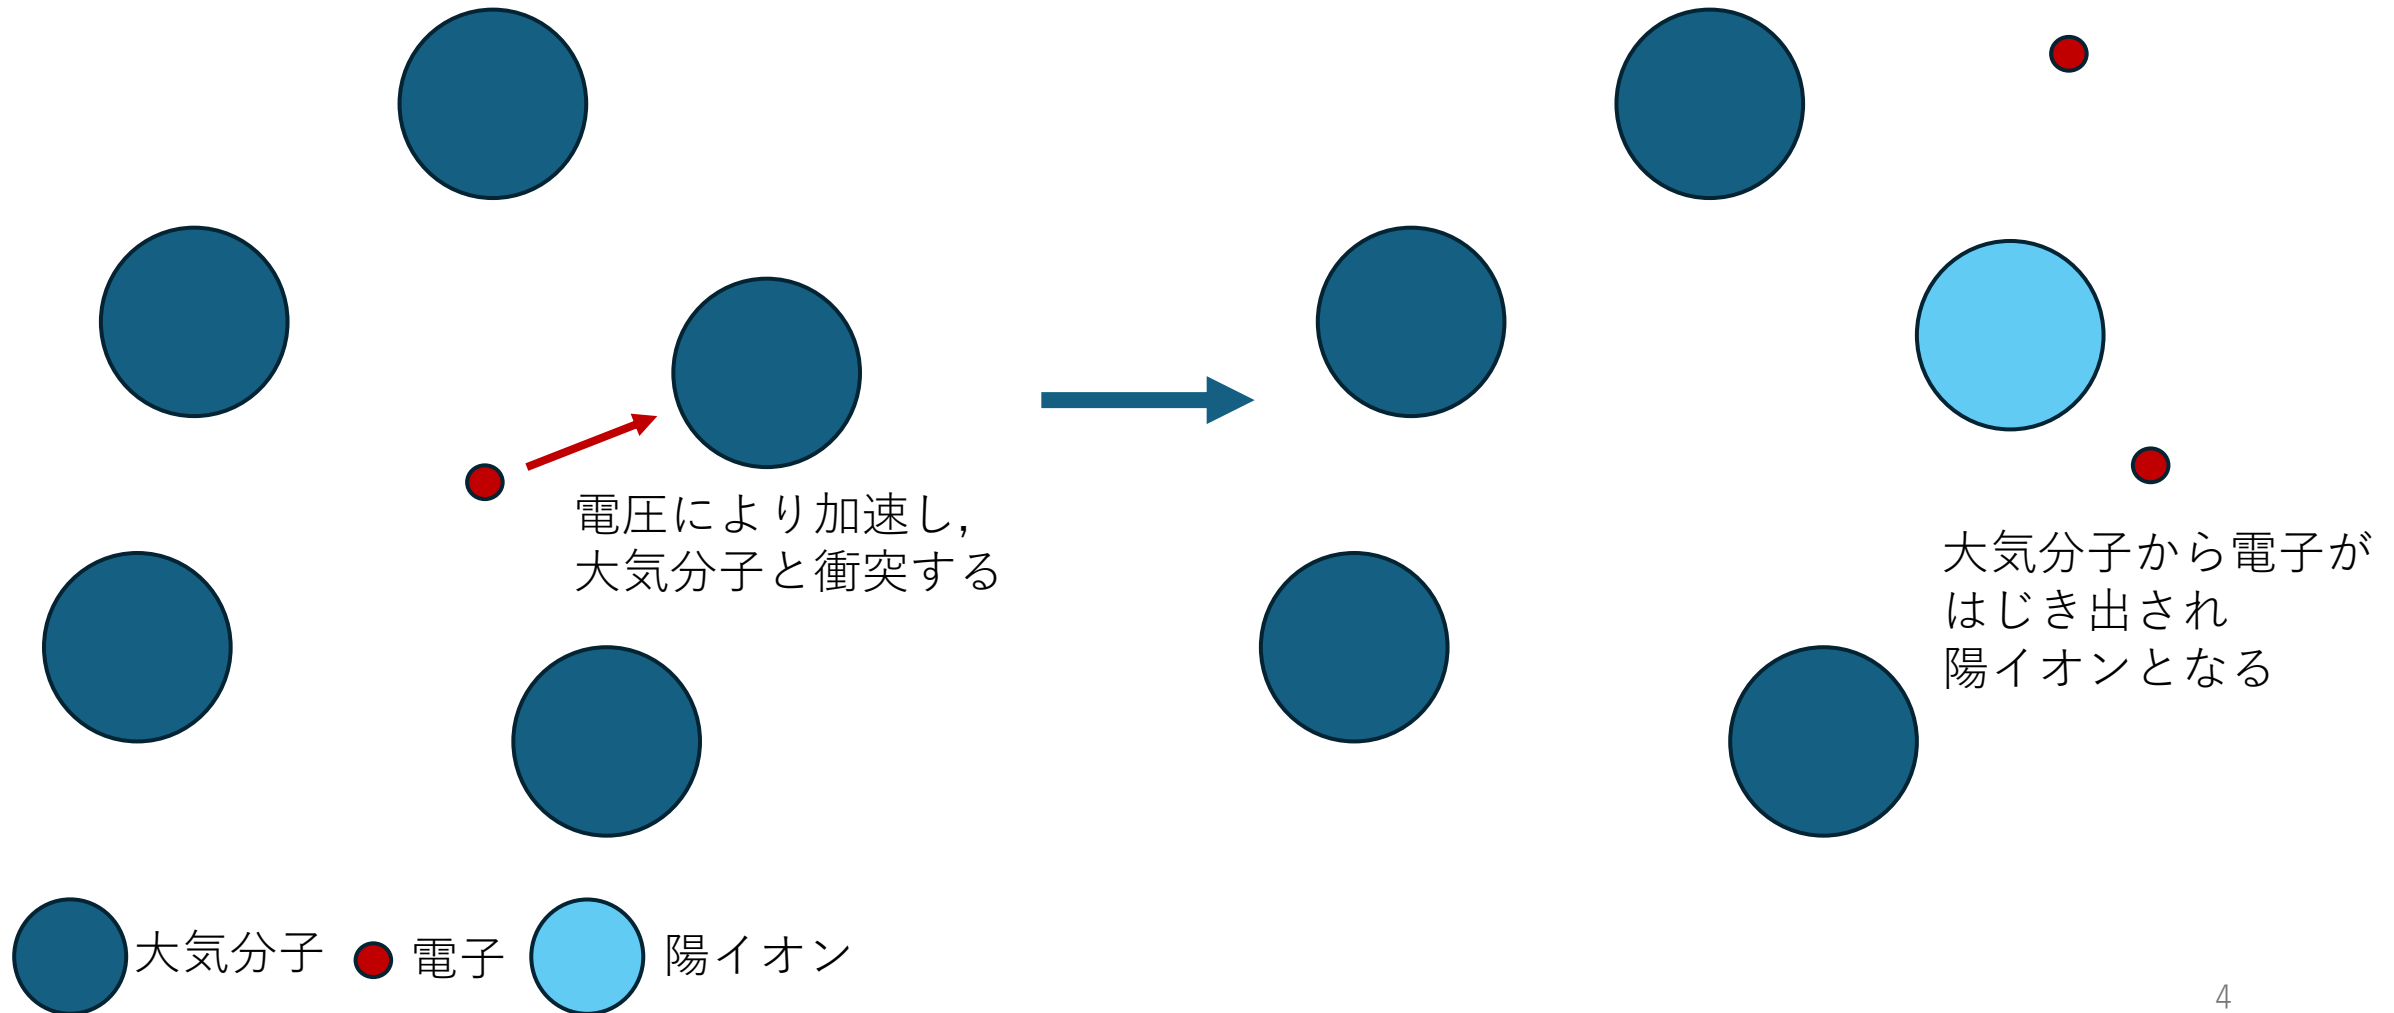 電圧により加速し,
大気分子と衝突する
大気分子から電子が
はじき出され
陽イオンとなる
大気分子
電子
陽イオン
4